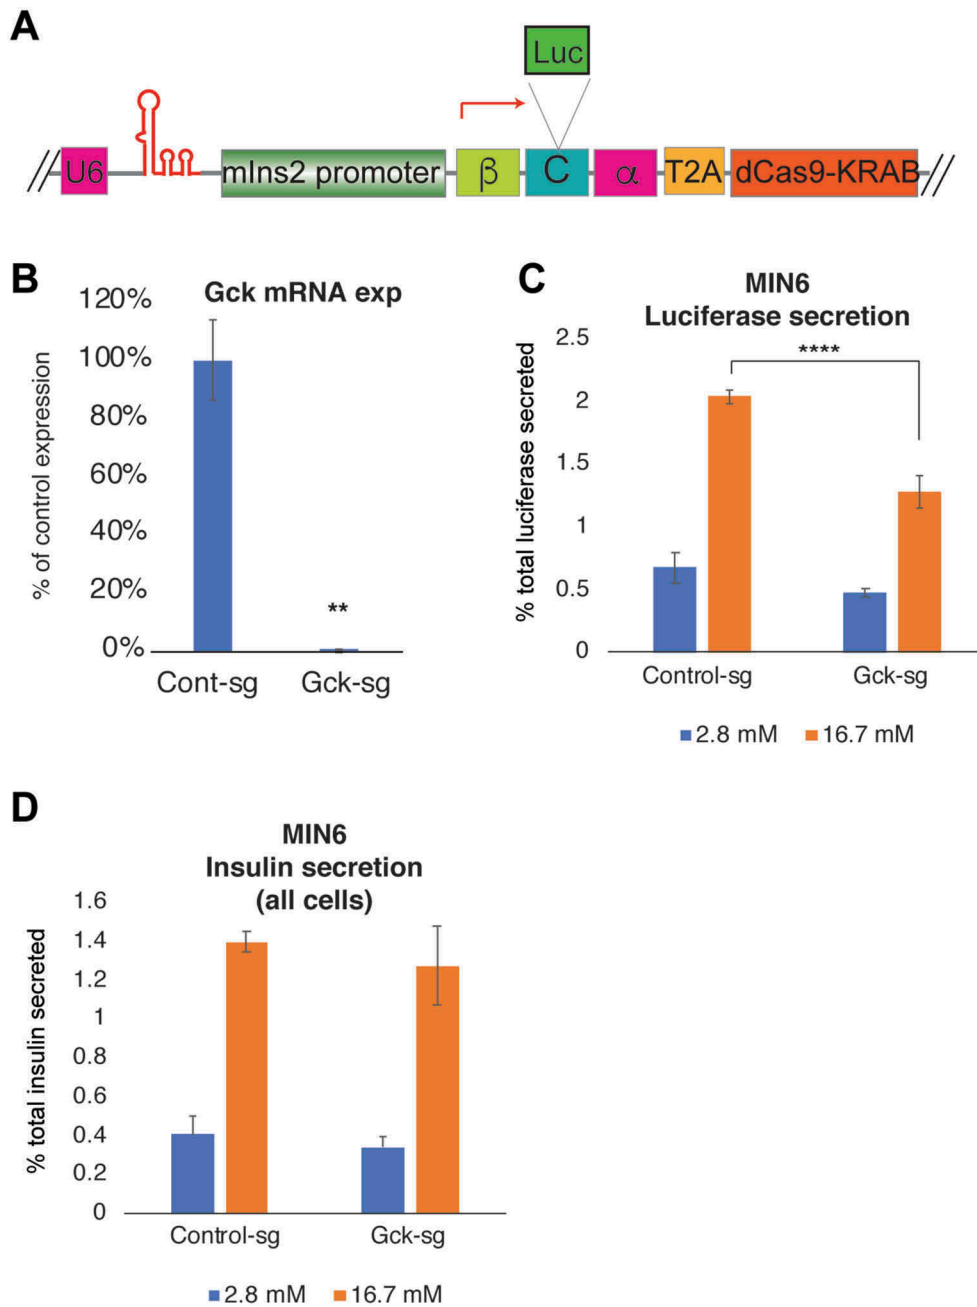 A
Luc
U6
mIns2 promoter
β
C
α
T2A
dCas9-KRAB
B
Gck mRNA exp
% of control expression
120%
100%
80%
60%
40%
20%
0%
**
Cont-sg
Gck-sg
C
MIN6
Luciferase secretion
% total luciferase secreted
2.5
2
1.5
1
0.5
0
****
Control-sg
Gck-sg
2.8 mM
16.7 mM
D
MIN6
Insulin secretion
(all cells)
% total insulin secreted
1.6
1.4
1.2
1
0.8
0.6
0.4
0.2
0
Control-sg
Gck-sg
2.8 mM
16.7 mM